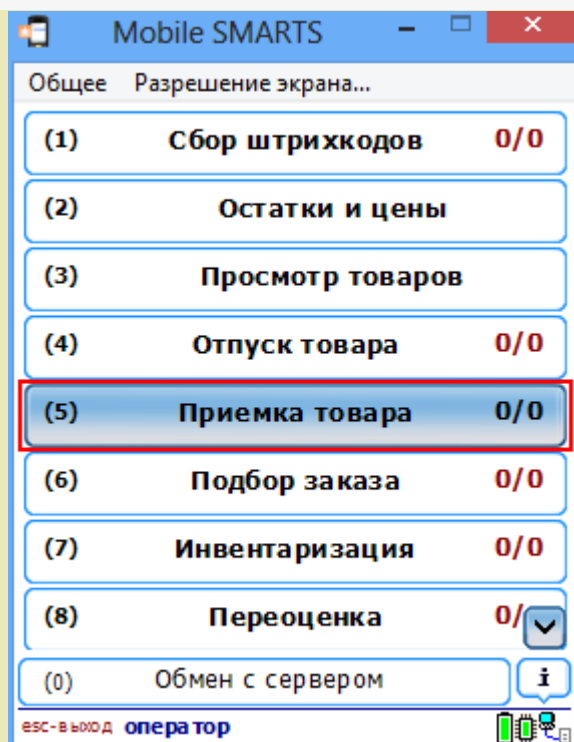 Mobile SMARTS
Общее Разрешение экрана...
(1) Сбор штрихкодов 0/0
(2) Остатки и цены
(3) Просмотр товаров
(4) Отпуск товара 0/0
(5) Приемка товара 0/0
(6) Подбор заказа 0/0
(7) Инвентаризация 0/0
(8) Переоценка 0/
(0) Обмен с сервером i
esc-выход оператор